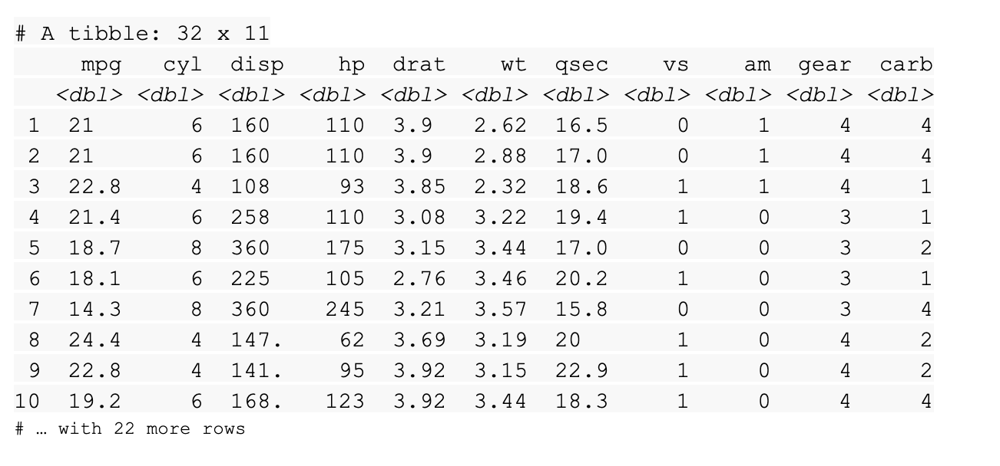 # A tibble: 32 x 11
mpg cyl disp hp drat wt qsec vs am gear carb
<dbl> <dbl> <dbl> <dbl> <dbl> <dbl> <dbl> <dbl> <dbl> <dbl> <dbl>
1 21 6 160 110 3.9 2.62 16.5 0 1 4 4
2 21 6 160 110 3.9 2.88 17.0 0 1 4 4
3 22.8 4 108 93 3.85 2.32 18.6 1 1 4 1
4 21.4 6 258 110 3.08 3.22 19.4 1 0 3 1
5 18.7 8 360 175 3.15 3.44 17.0 0 0 3 2
6 18.1 6 225 105 2.76 3.46 20.2 1 0 3 1
7 14.3 8 360 245 3.21 3.57 15.8 0 0 3 4
8 24.4 4 147. 62 3.69 3.19 20 1 0 4 2
9 22.8 4 141. 95 3.92 3.15 22.9 1 0 4 2
10 19.2 6 168. 123 3.92 3.44 18.3 1 0 4 4
# … with 22 more rows